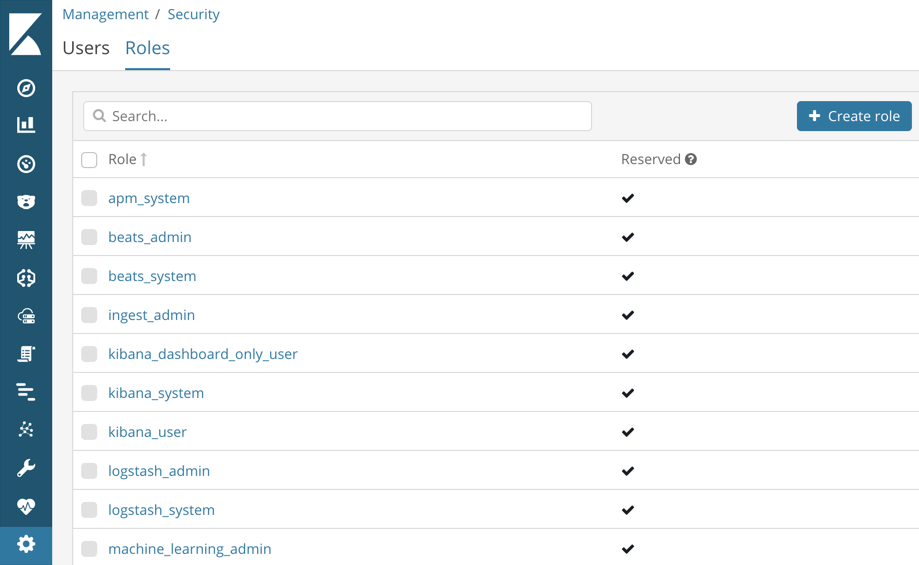 Management / Security
Users Roles
Search...
+ Create role
Role↑ Reserved ?
apm_system ✔
beats_admin ✔
beats_system ✔
ingest_admin ✔
kibana_dashboard_only_user ✔
kibana_system ✔
kibana_user ✔
logstash_admin ✔
logstash_system ✔
machine_learning_admin ✔